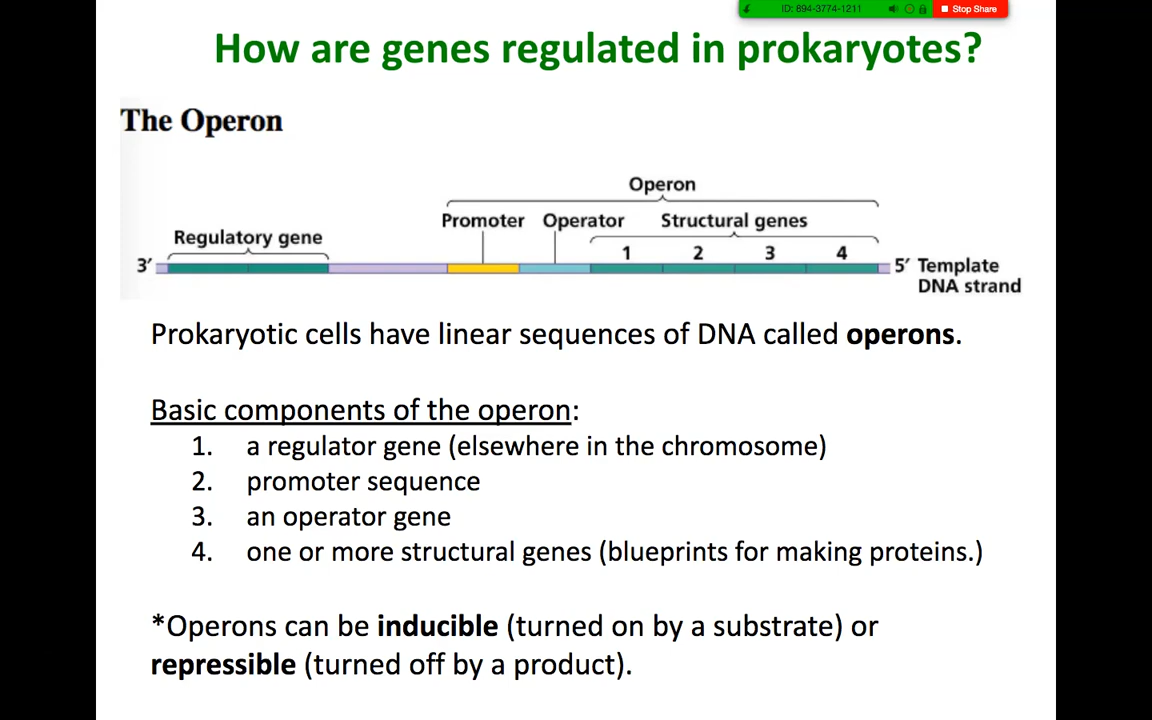 ID: 894-3774-1211
Stop Share
How are genes regulated in prokaryotes?
The Operon
Operon
Promoter Operator Structural genes
Regulatory gene
1 2 3 4
3′ 5′ Template
DNA strand
Prokaryotic cells have linear sequences of DNA called operons.
Basic components of the operon:
1. a regulator gene (elsewhere in the chromosome)
2. promoter sequence
3. an operator gene
4. one or more structural genes (blueprints for making proteins.)
*Operons can be inducible (turned on by a substrate) or
repressible (turned off by a product).